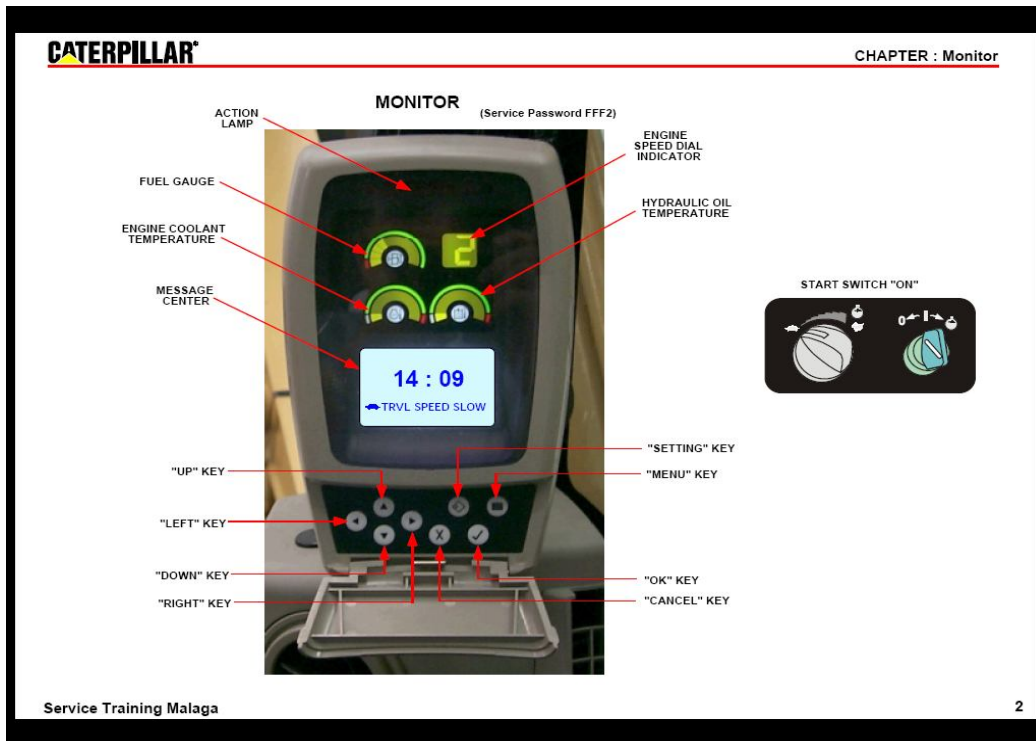 CATERPILLAR®
CHAPTER : Monitor
MONITOR
(Service Password FFF2)
ACTION
LAMP
ENGINE
SPEED DIAL
INDICATOR
FUEL GAUGE
HYDRAULIC OIL
TEMPERATURE
ENGINE COOLANT
TEMPERATURE
2
MESSAGE
CENTER
START SWITCH "ON"
0
I
14 : 09
TRVL SPEED SLOW
"SETTING" KEY
"UP" KEY
"MENU" KEY
"LEFT" KEY
X
"DOWN" KEY
"OK" KEY
"RIGHT" KEY
"CANCEL" KEY
Service Training Malaga
2